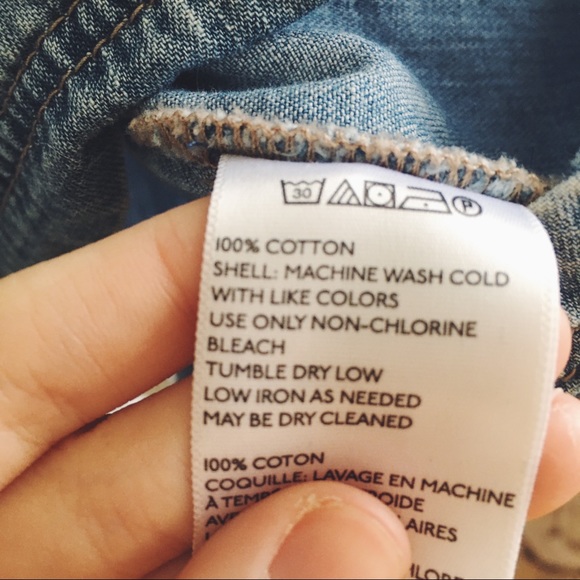 30 P
100% COTTON
SHELL: MACHINE WASH COLD
WITH LIKE COLORS
USE ONLY NON-CHLORINE
BLEACH
TUMBLE DRY LOW
LOW IRON AS NEEDED
MAY BE DRY CLEANED
100% COTON
COQUILLE: LAVAGE EN MACHINE